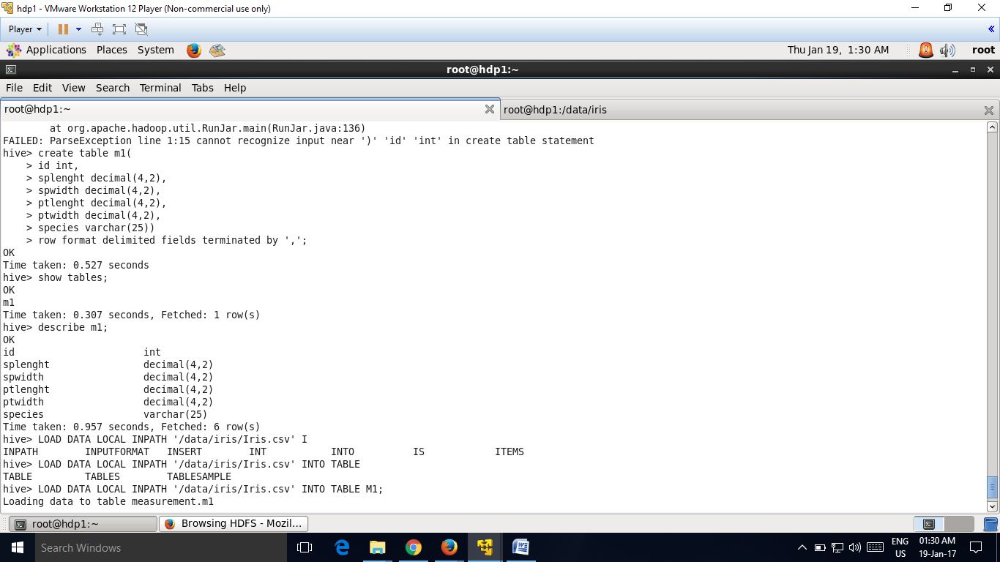 hdp1 - VMware Workstation 12 Player (Non-commercial use only)
Player
Applications Places System Thu Jan 19, 1:30 AM root
root@hdp1:~
File Edit View Search Terminal Tabs Help
root@hdp1:~ root@hdp1:/data/iris
at org.apache.hadoop.util.RunJar.main(RunJar.java:136)
FAILED: ParseException line 1:15 cannot recognize input near ')' 'id' 'int' in create table statement
hive> create table m1(
> id int,
> splenght decimal(4,2),
> spwidth decimal(4,2),
> ptlenght decimal(4,2),
> ptwidth decimal(4,2),
> species varchar(25))
> row format delimited fields terminated by ',';
OK
Time taken: 0.527 seconds
hive> show tables;
OK
m1
Time taken: 0.307 seconds, Fetched: 1 row(s)
hive> describe m1;
OK
id int
splenght decimal(4,2)
spwidth decimal(4,2)
ptlenght decimal(4,2)
ptwidth decimal(4,2)
species varchar(25)
Time taken: 0.957 seconds, Fetched: 6 row(s)
hive> LOAD DATA LOCAL INPATH '/data/iris/Iris.csv' I
INPATH INPUTFORMAT INSERT INT INTO IS ITEMS
hive> LOAD DATA LOCAL INPATH '/data/iris/Iris.csv' INTO TABLE
TABLE TABLES TABLESAMPLE
hive> LOAD DATA LOCAL INPATH '/data/iris/Iris.csv' INTO TABLE M1;
Loading data to table measurement.m1
root@hdp1:~ Browsing HDFS - Mozil...
Search Windows
ENG 01:30 AM
US 19-Jan-17